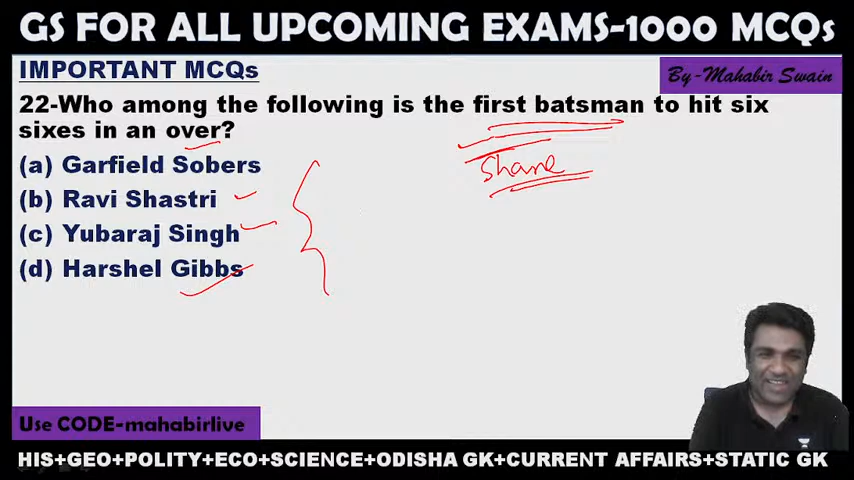 GS FOR ALL UPCOMING EXAMS-1000 MCQs
IMPORTANT MCQs
By-Mahabir Swain
22-Who among the following is the first batsman to hit six
sixes in an over?
(a) Garfield Sobers
(b) Ravi Shastri
(c) Yubaraj Singh
(d) Harshel Gibbs
Share
Use CODE-mahabirlive
HIS+GEO+POLITY+ECO+SCIENCE+ODISHA GK+CURRENT AFFAIRS+STATIC GK